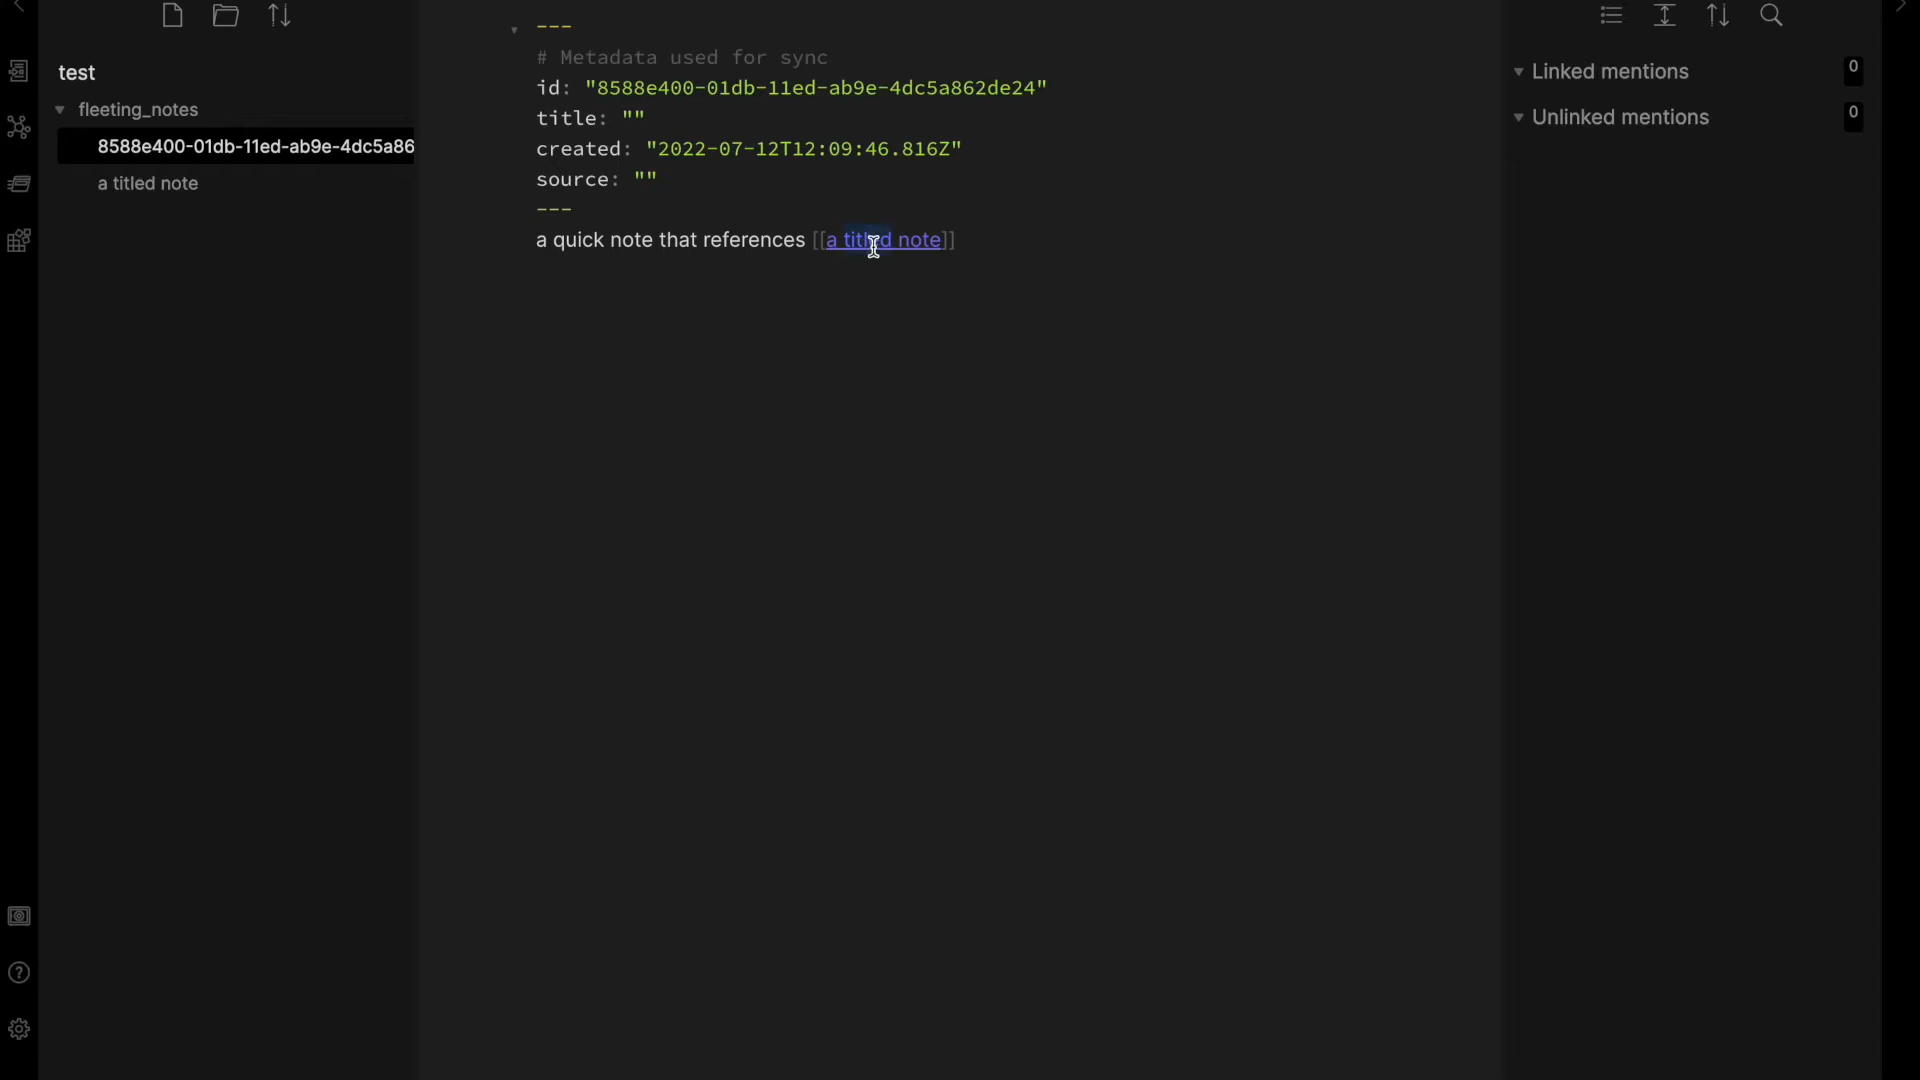 test
fleeting_notes
8588e400-01db-11ed-ab9e-4dc5a86
a titled note
---
# Metadata used for sync
id: "8588e400-01db-11ed-ab9e-4dc5a862de24"
title: ""
created: "2022-07-12T12:09:46.816Z"
source: ""
---
a quick note that references [[a titled note]]
Linked mentions 0
Unlinked mentions 0